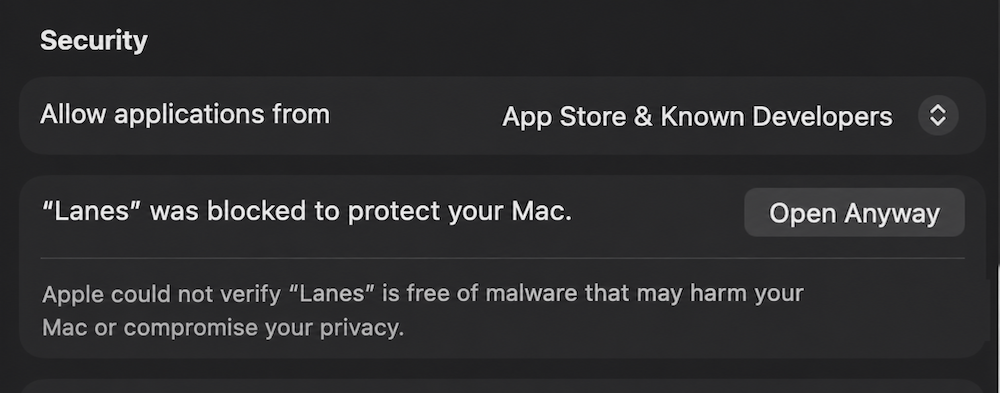 Security
Allow applications from
App Store & Known Developers
“Lanes” was blocked to protect your Mac.
Open Anyway
Apple could not verify “Lanes” is free of malware that may harm your
Mac or compromise your privacy.